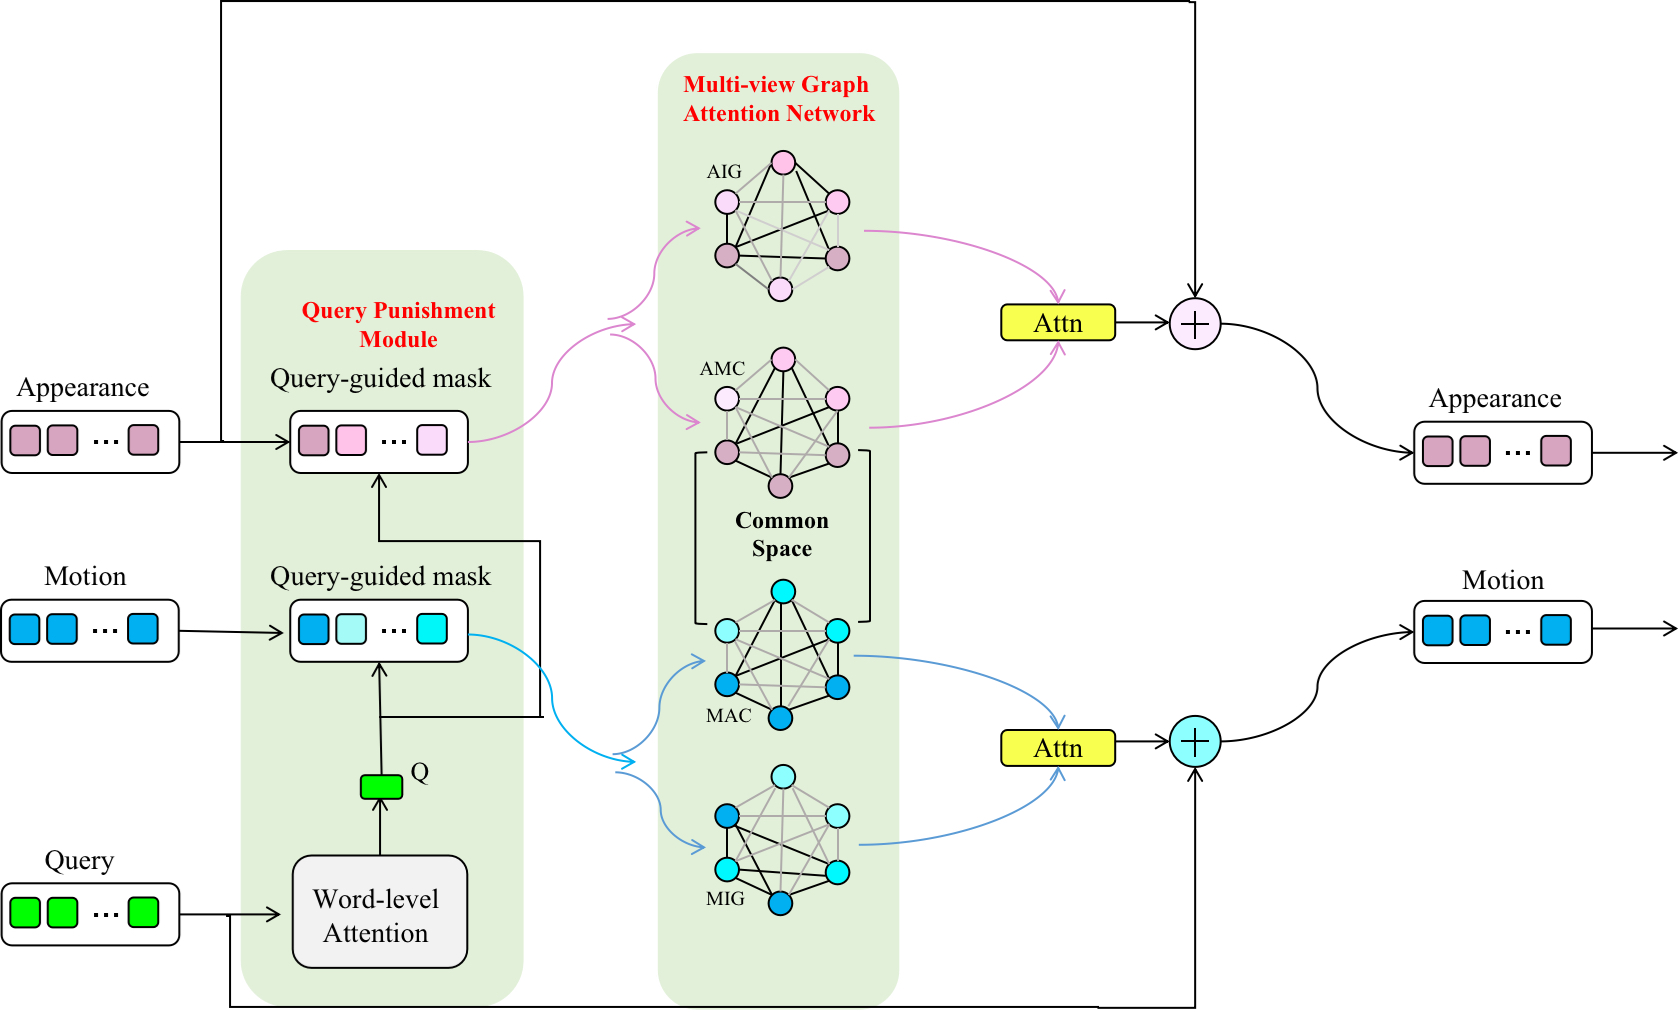 Multi-view Graph
Attention Network
AIG
Query Punishment
Module
Attn
AMC
Appearance
Query-guided mask
Appearance
Common
Space
Motion
Query-guided mask
Motion
MAC
Attn
Q
Query
MIG
Word-level
Attention